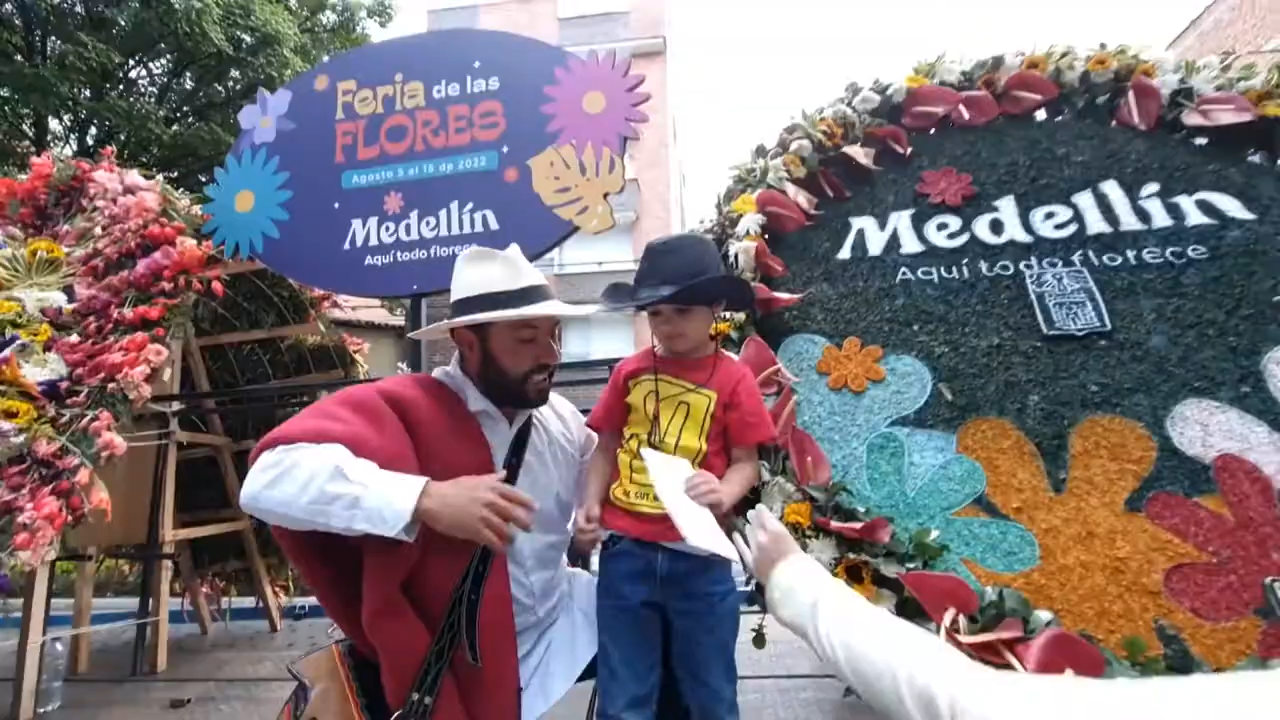 Feria de las
FLORES
Agosto 5 al 15 de 2022
Medellín
Aquí todo florece
Medellín
Aquí todo florece
M